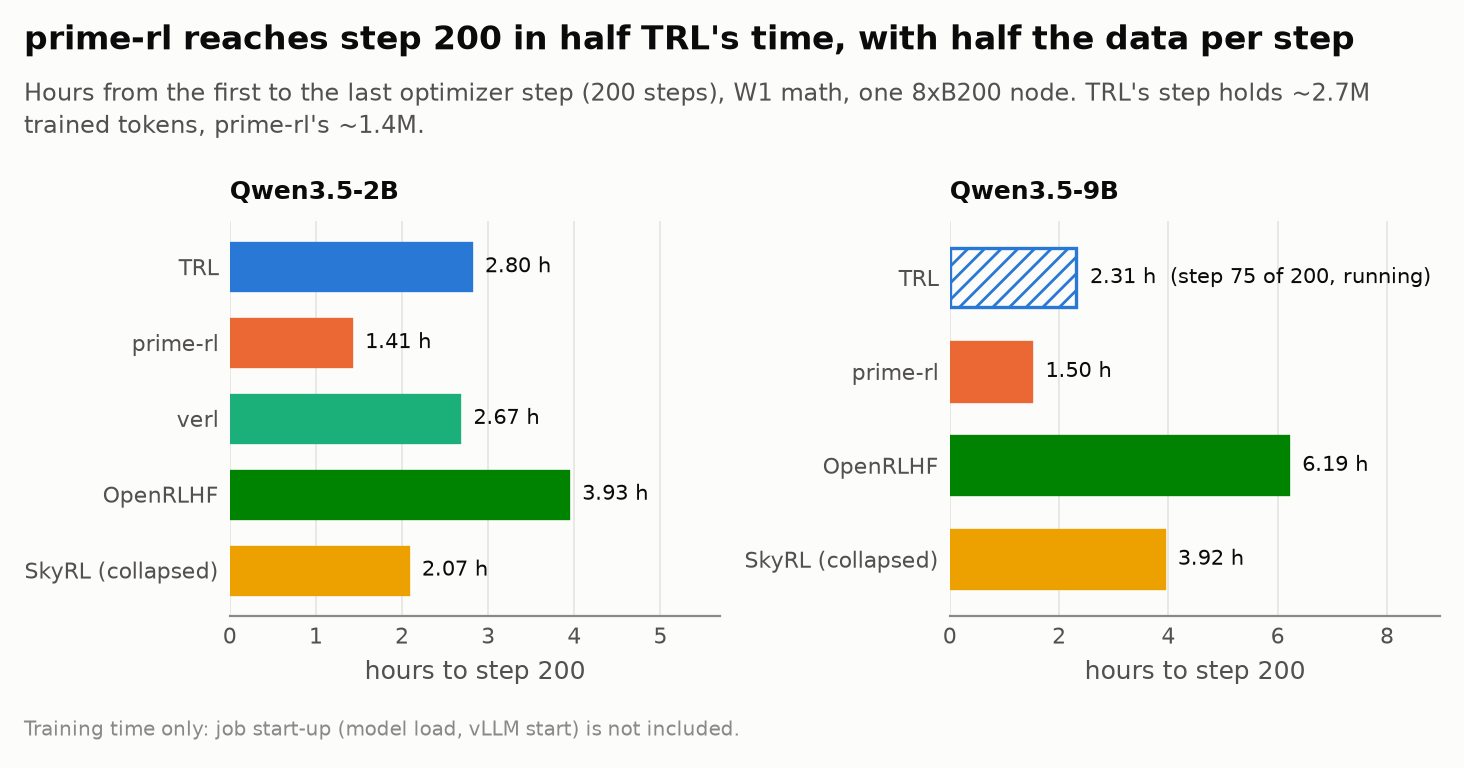 prime-rl reaches step 200 in half TRL's time, with half the data per step
Hours from the first to the last optimizer step (200 steps), W1 math, one 8xB200 node. TRL's step holds ~2.7M
trained tokens, prime-rl's ~1.4M.
Qwen3.5-2B
TRL
2.80 h
prime-rl
1.41 h
verl
2.67 h
OpenRLHF
3.93 h
SkyRL (collapsed)
2.07 h
0 1 2 3 4 5
hours to step 200
Qwen3.5-9B
TRL
2.31 h (step 75 of 200, running)
prime-rl
1.50 h
OpenRLHF
6.19 h
SkyRL (collapsed)
3.92 h
0 2 4 6 8
hours to step 200
Training time only: job start-up (model load, vLLM start) is not included.